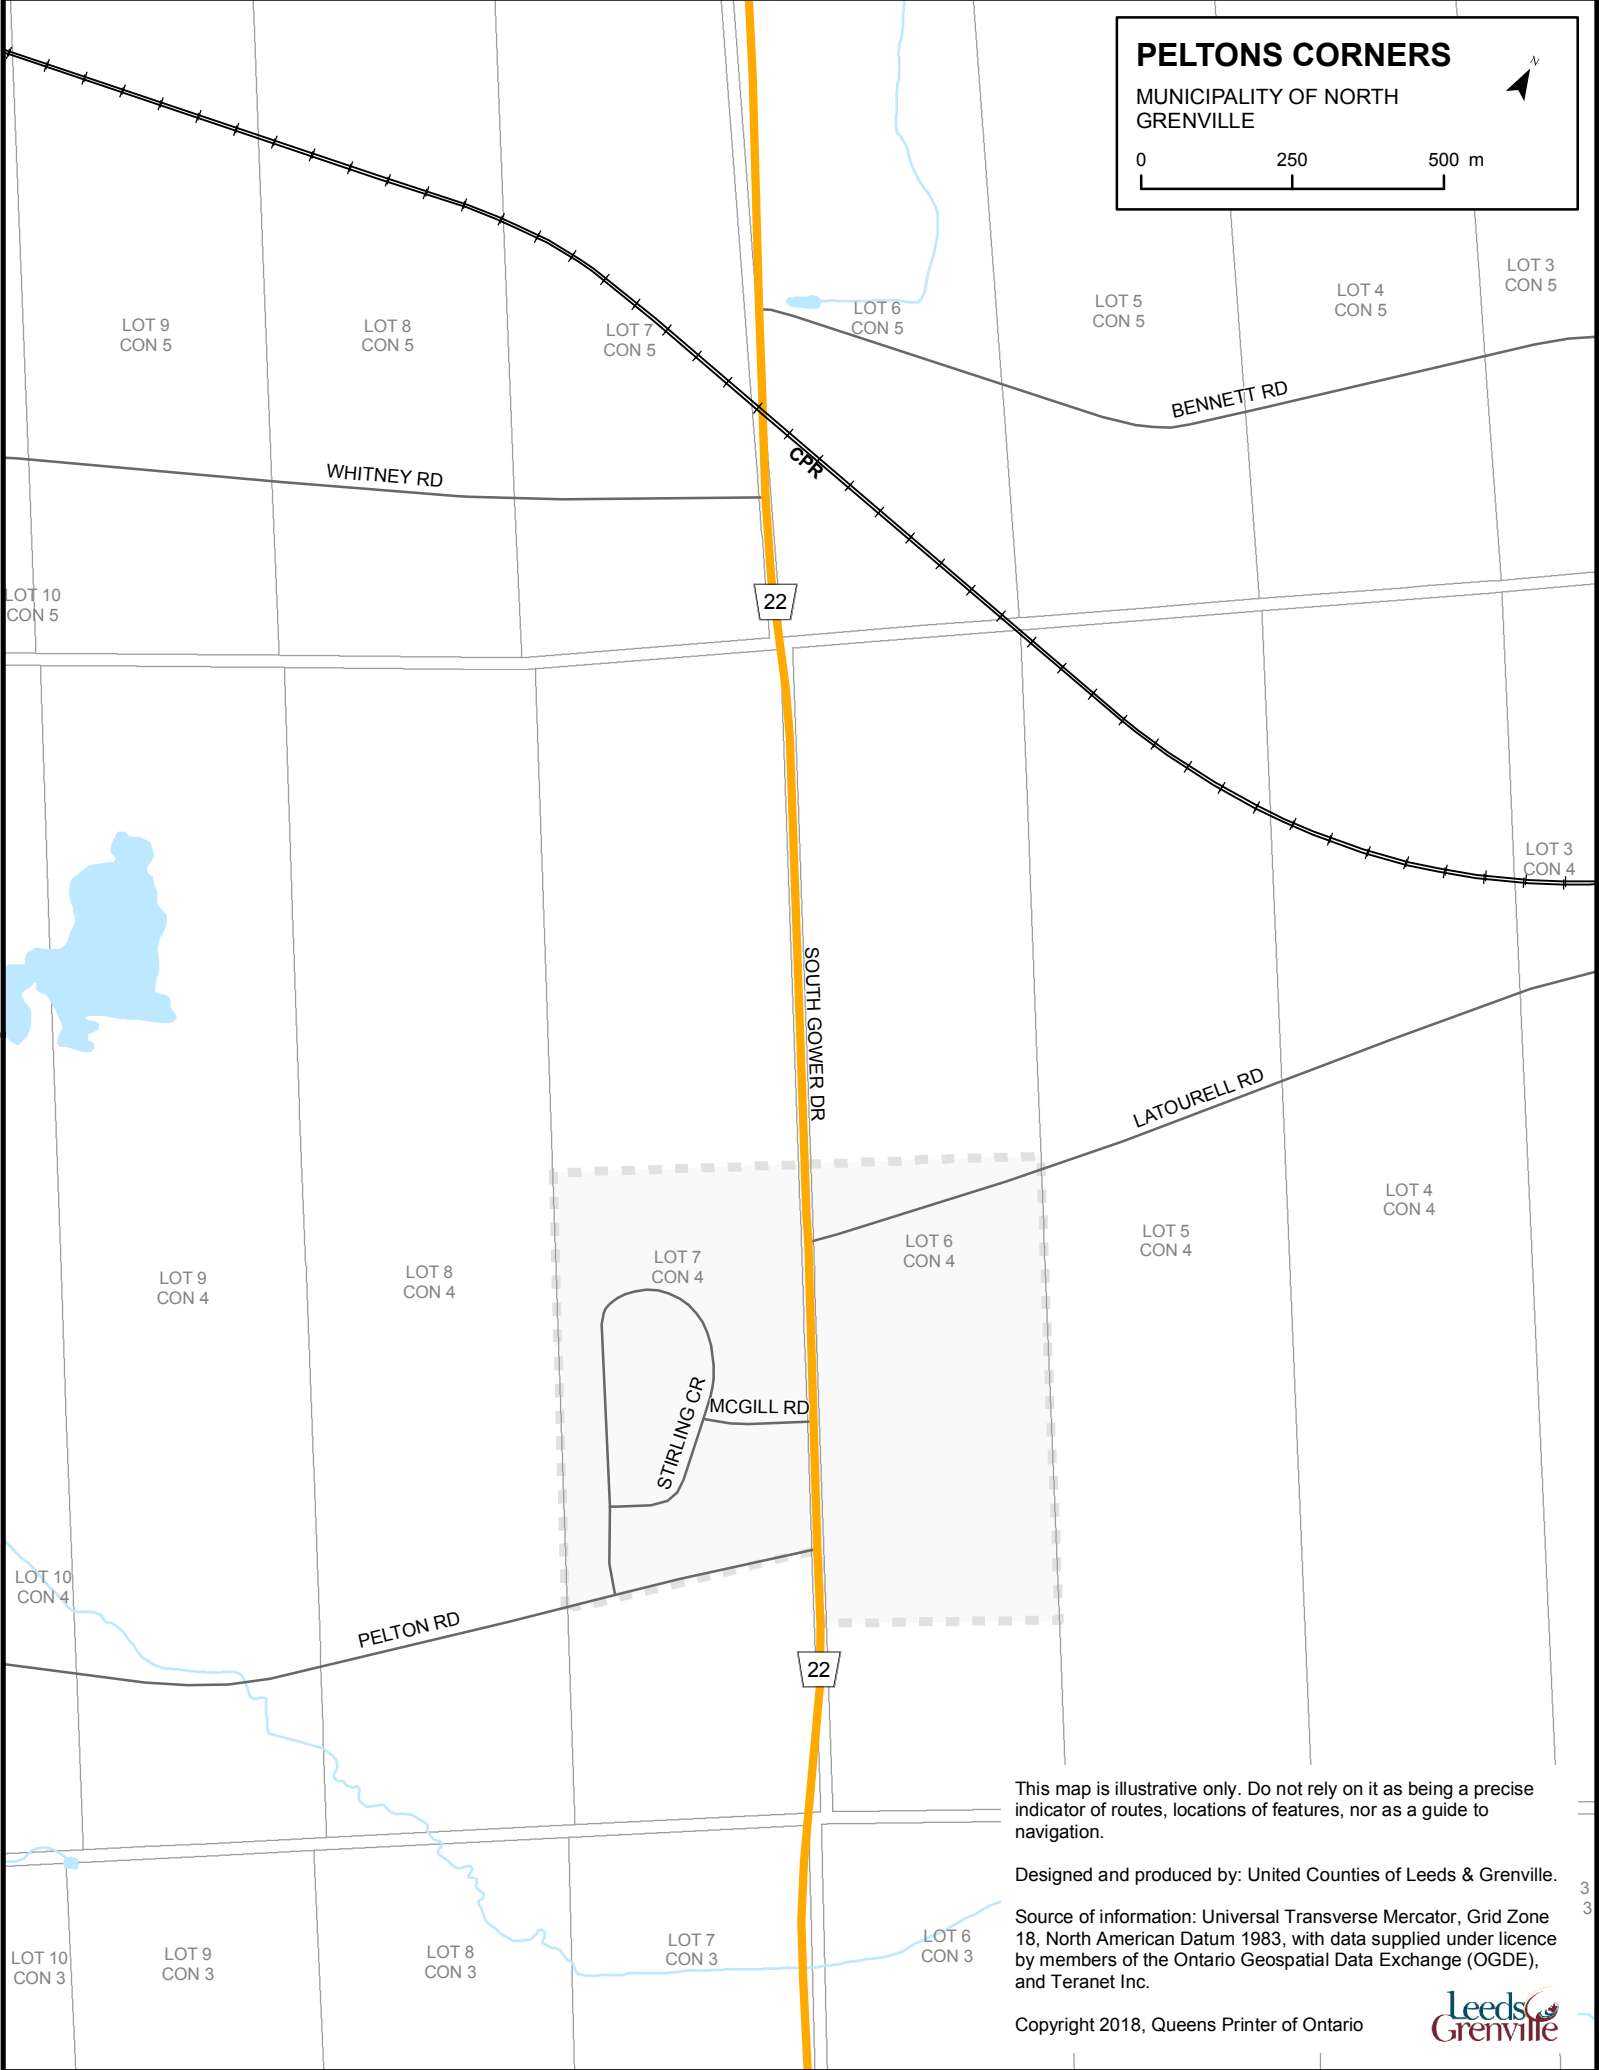 PELTONS CORNERS
N
MUNICIPALITY OF NORTH
GRENVILLE
0 250 500 m
LOT 3
CON 5
LOT 4
CON 5
LOT 5
CON 5
LOT 6
CON 5
LOT 7
CON 5
LOT 8
CON 5
LOT 9
CON 5
BENNETT RD
CPR
WHITNEY RD
LOT 10
CON 5
22
LOT 3
CON 4
SOUTH GOWER DR
LATOURELL RD
LOT 4
CON 4
LOT 5
CON 4
LOT 6
CON 4
LOT 7
CON 4
LOT 8
CON 4
LOT 9
CON 4
STIRLING CR
MCGILL RD
LOT 10
CON 4
PELTON RD
22
This map is illustrative only. Do not rely on it as being a precise
indicator of routes, locations of features, nor as a guide to
navigation.
Designed and produced by: United Counties of Leeds & Grenville.
3
3
Source of information: Universal Transverse Mercator, Grid Zone
18, North American Datum 1983, with data supplied under licence
by members of the Ontario Geospatial Data Exchange (OGDE),
and Teranet Inc.
LOT 6
CON 3
LOT 7
CON 3
LOT 8
CON 3
LOT 9
CON 3
LOT 10
CON 3
Copyright 2018, Queens Printer of Ontario
Leeds
Grenville